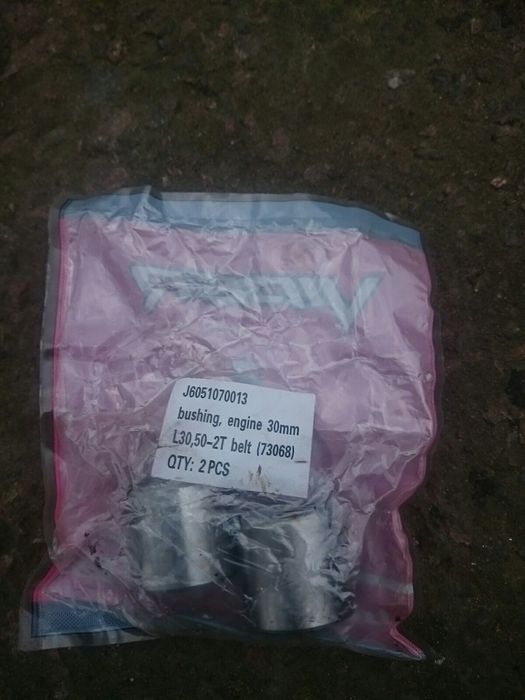 J6051070013
bushing, engine 30mm
L30,50-2T belt (73068)
QTY: 2 PCS